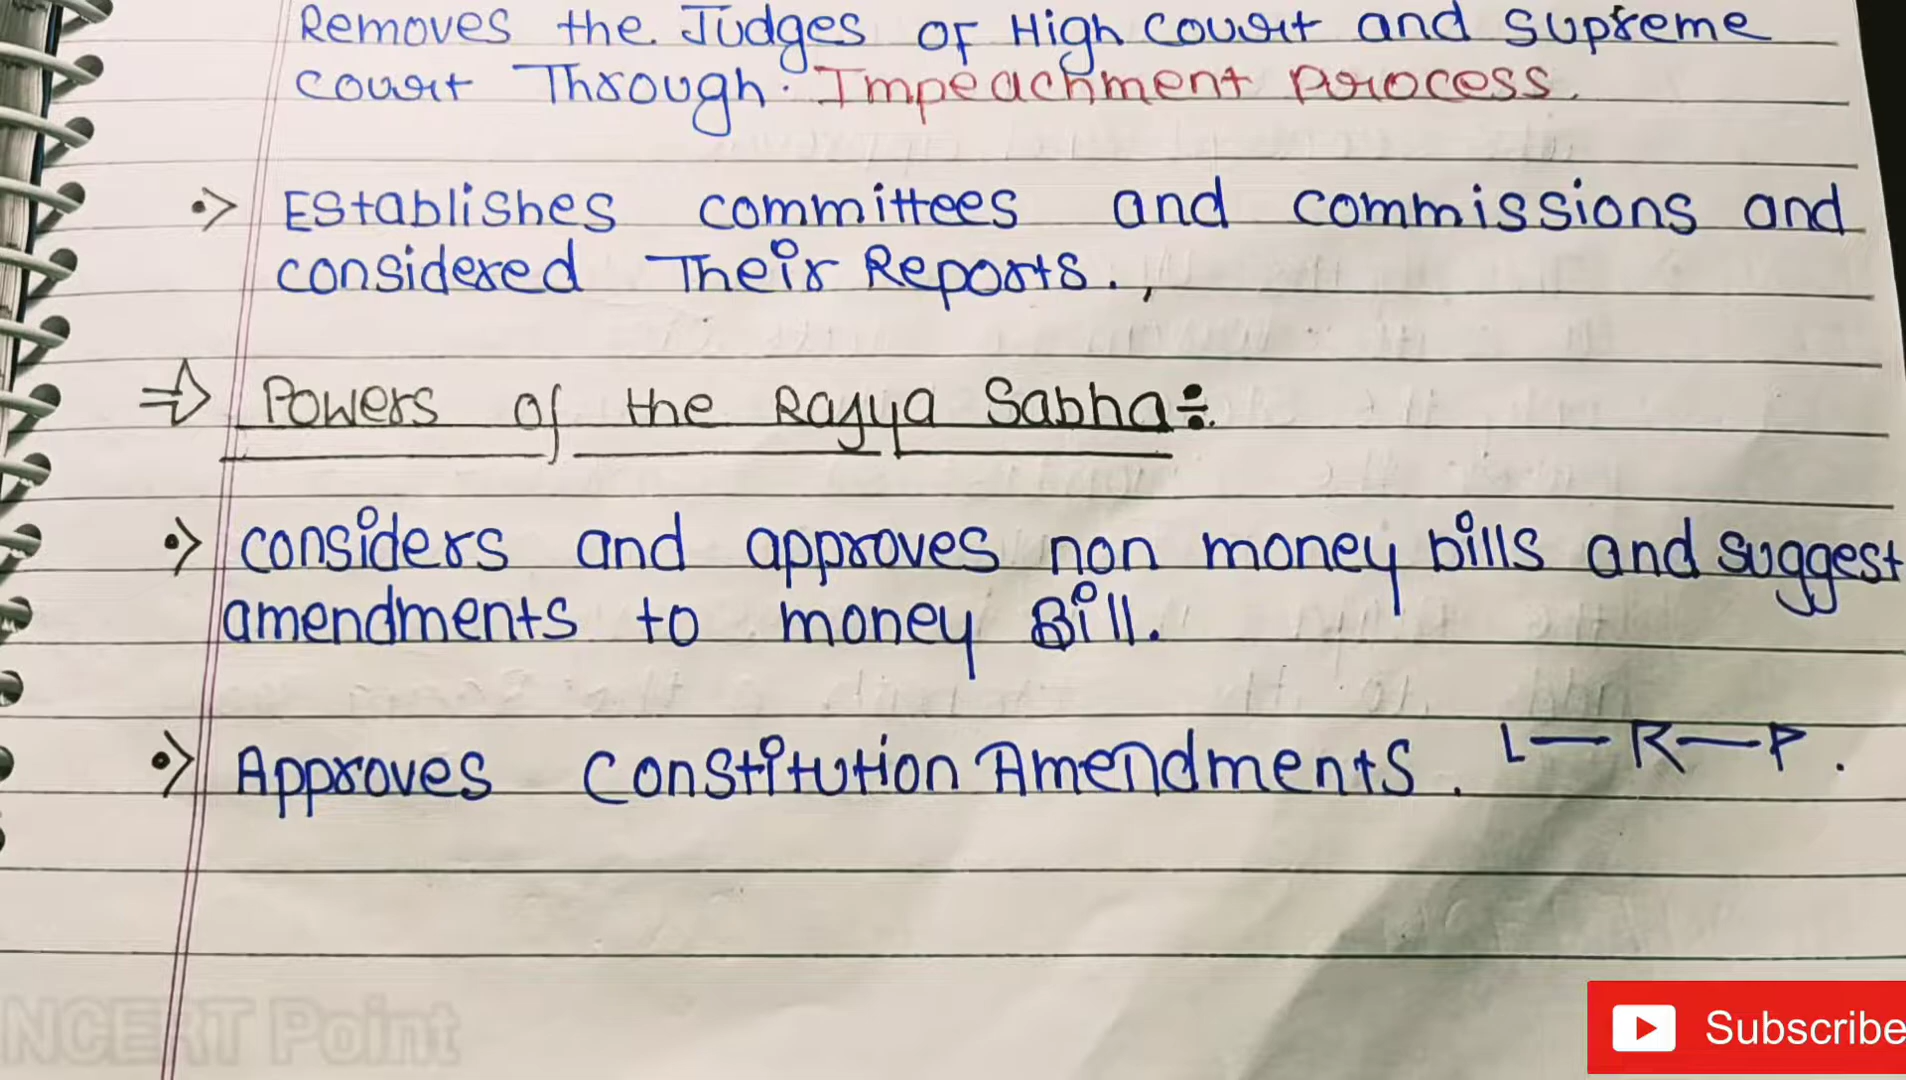 Removes the Judges of High Court and Supreme
Court Through. Impeachment Process.
•> Establishes committees and commissions and
considered Their Reports.,
⇒ Powers of the Rajya Sabha÷
•> Considers and approves non money bills and suggest
amendments to money Bill.
•> Approves Constitution Amendments. L—R—P.
NCERT Point
Subscribe